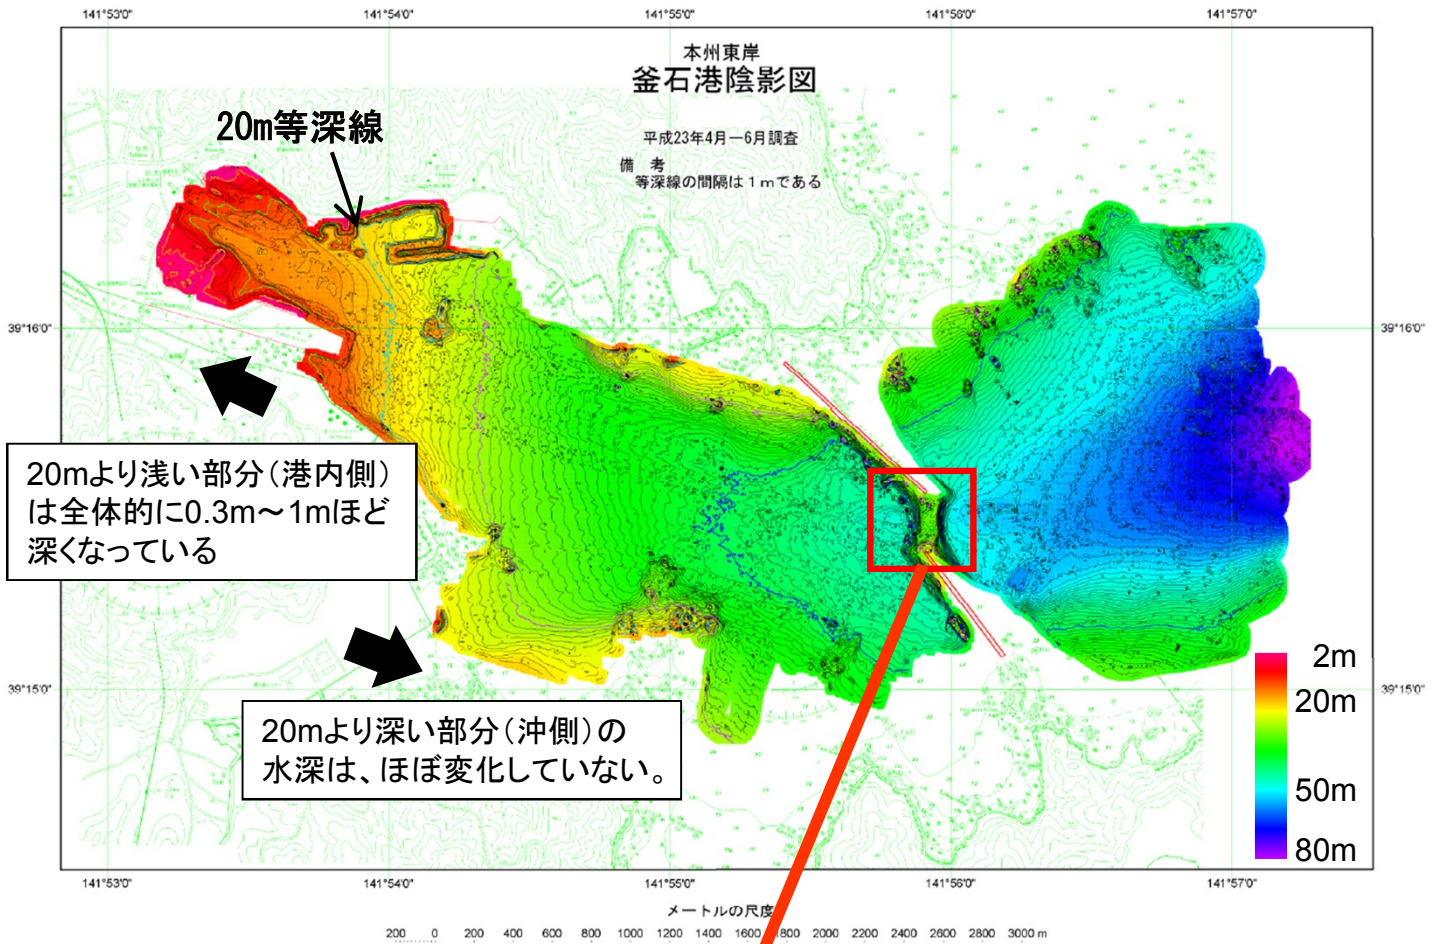 141°53'0"
141°54'0"
141°55'0"
141°56'0"
141°57'0"
本州東岸
釜石港陰影図
20m等深線
平成23年4月－6月調査
備 考
等深線の間隔は1mである
39°16'0"
39°16'0"
20mより浅い部分（港内側）
は全体的に0.3m～1mほど
深くなっている
20mより深い部分（沖側）の
水深は、ほぼ変化していない。
2m
20m
50m
80m
39°15'0"
39°15'0"
141°53'0"
141°54'0"
141°55'0"
141°56'0"
141°57'0"
メートルの尺度
200 0 200 400 600 800 1000 1200 1400 1600 1800 2000 2200 2400 2600 2800 3000 m